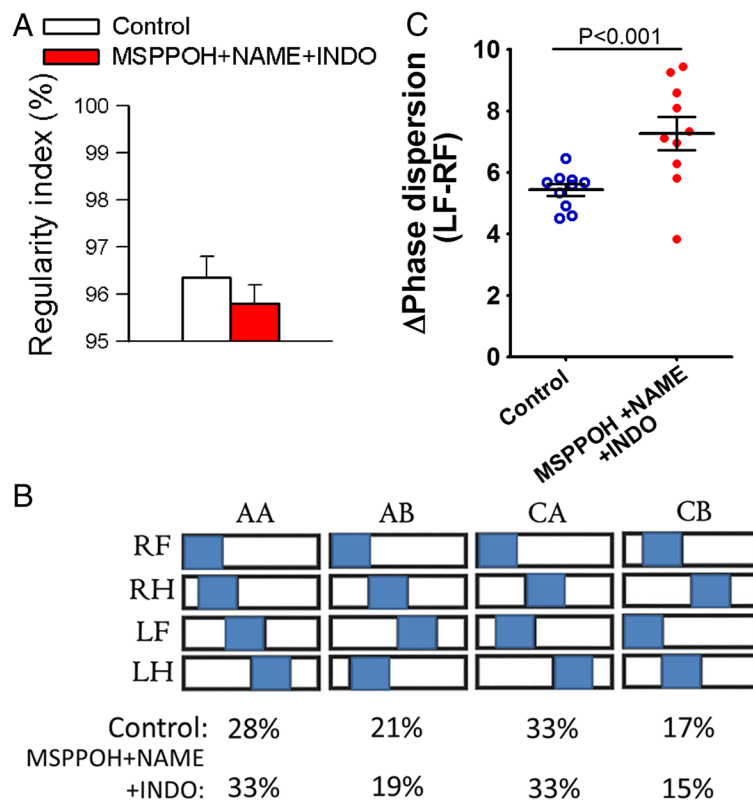 A
Control
MSPPOH+NAME+INDO
Regularity index (%)
100
99
98
97
96
95
C
P<0.001
ΔPhase dispersion
(LF-RF)
10
8
6
4
2
0
Control
MSPPOH +NAME
+INDO
B
AA AB CA CB
RF
RH
LF
LH
Control: 28% 21% 33% 17%
MSPPOH+NAME
+INDO: 33% 19% 33% 15%